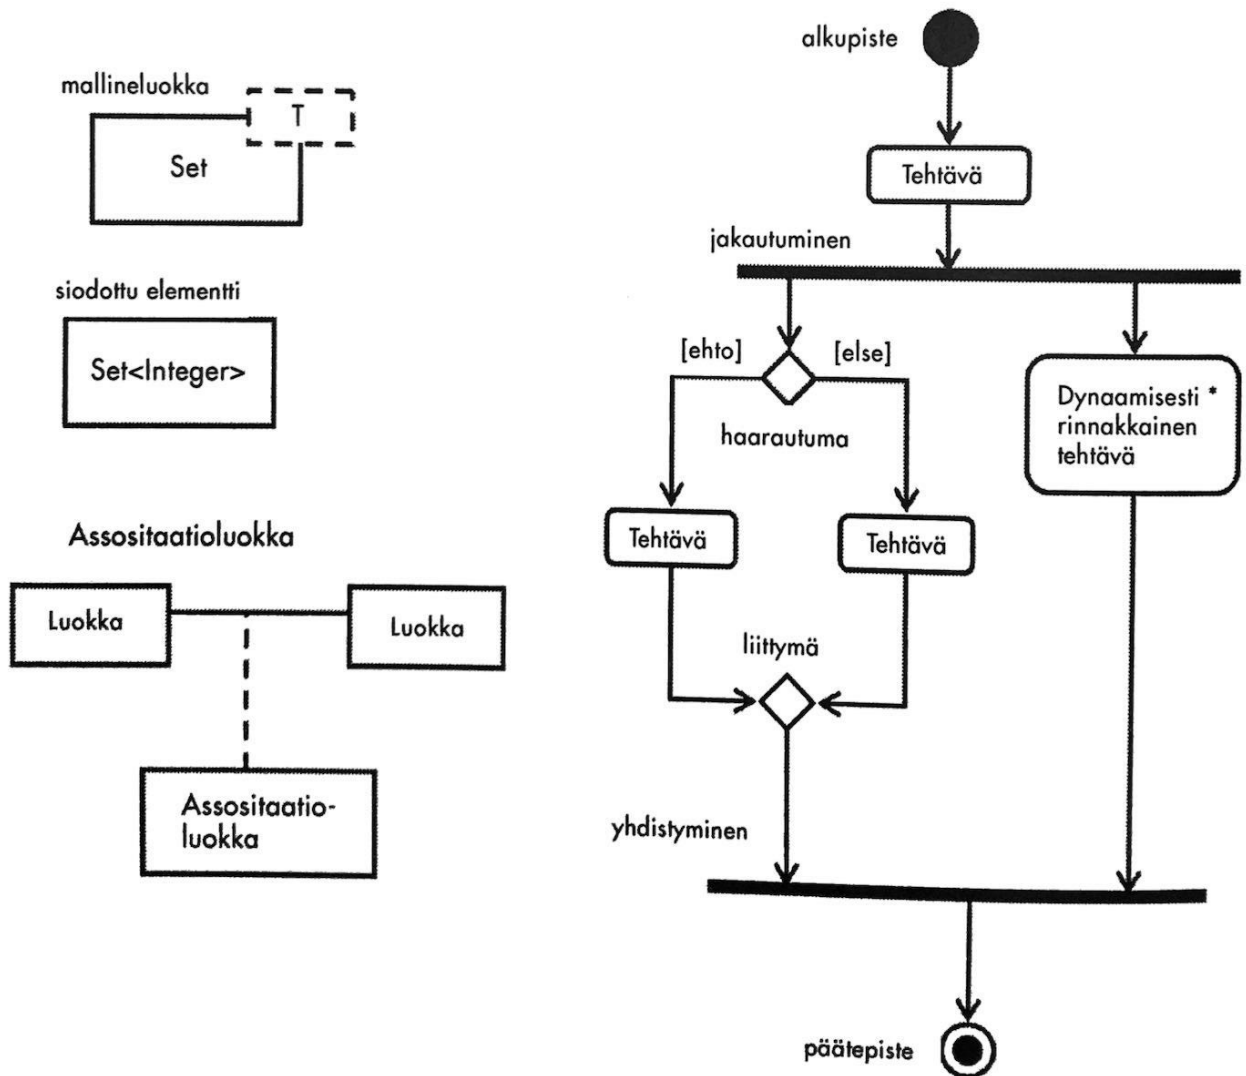 mallineluokka
T
Set
siodottu elementti
Set<Integer>
Assositaatioluokka
Luokka
Luokka
Assositaatio-
luokka
alkupiste
Tehtävä
jakautuminen
[ehto]
[else]
haarautuma
Dynaamisesti *
rinnakkainen
tehtävä
Tehtävä
Tehtävä
liittymä
yhdistyminen
päätepiste